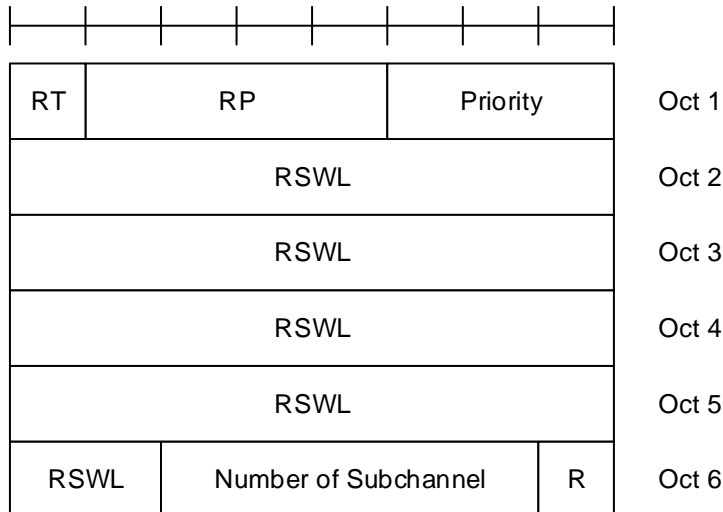 RT RP Priority Oct 1
RSWL Oct 2
RSWL Oct 3
RSWL Oct 4
RSWL Oct 5
RSWL Number of Subchannel R Oct 6